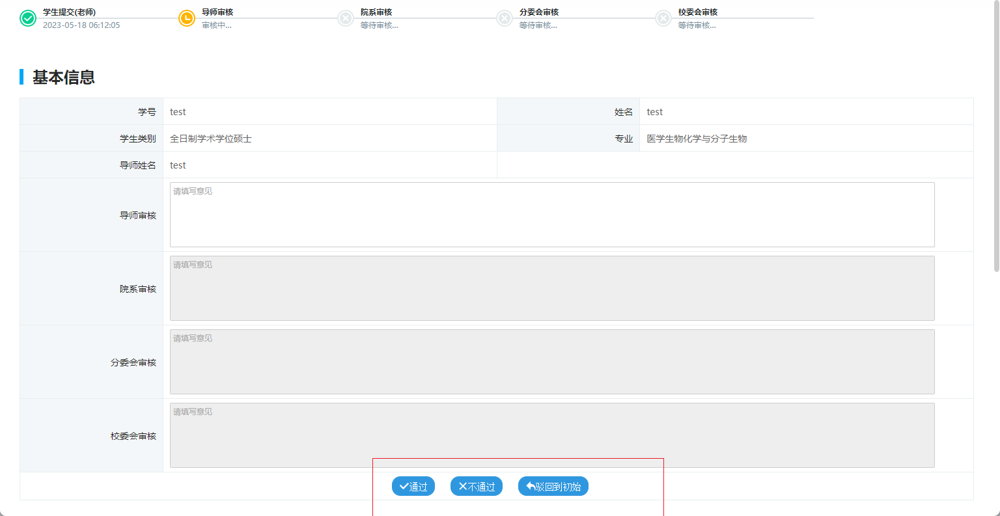 学生提交(老师) 导师审核 院系审核 分委会审核 校委会审核
2023-05-18 06:12:05 审核中... 等待审核... 等待审核... 等待审核...
基本信息
学号 test 姓名 test
学生类别 全日制学术学位硕士 专业 医学生物化学与分子生物
导师姓名 test
导师审核 请填写意见
院系审核 请填写意见
分委会审核 请填写意见
校委会审核 请填写意见
通过 不通过 驳回到初始